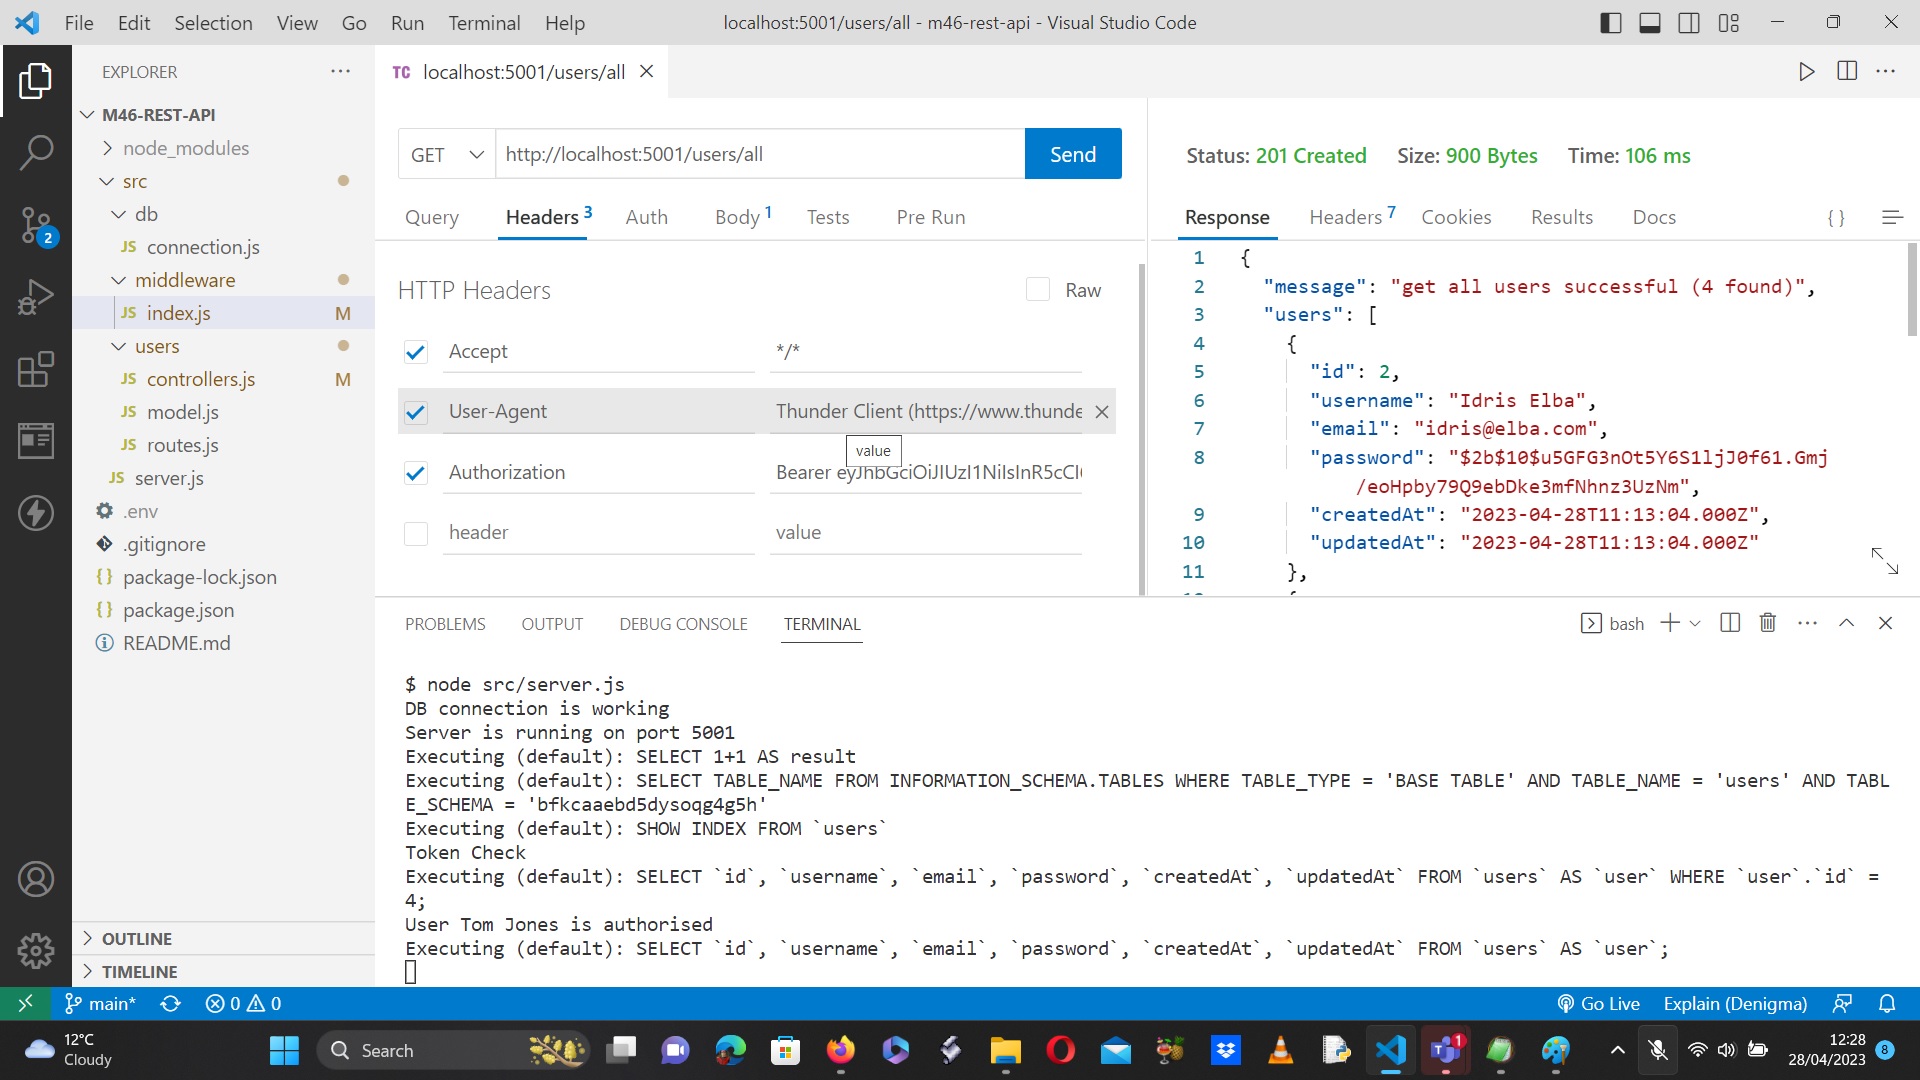 File Edit Selection View Go Run Terminal Help
localhost:5001/users/all - m46-rest-api - Visual Studio Code
EXPLORER
M46-REST-API
node_modules
src
db
JS connection.js
middleware
JS index.js M
users
JS controllers.js M
JS model.js
JS routes.js
JS server.js
.env
.gitignore
{} package-lock.json
{} package.json
README.md
OUTLINE
TIMELINE
2
TC localhost:5001/users/all
GET http://localhost:5001/users/all Send
Query Headers 3 Auth Body 1 Tests Pre Run
HTTP Headers Raw
Accept */*
User-Agent Thunder Client (https://www.thunde
value
Authorization Bearer
header value
Status: 201 Created Size: 900 Bytes Time: 106 ms
Response Headers 7 Cookies Results Docs {}
1 {
2 "message": "get all users successful (4 found)",
3 "users": [
4 {
5 "id": 2,
6 "username": "Idris Elba",
7 "email": "idris@elba.com",
8 "password": "$2b$10$u5GFG3nOt5Y6S1ljJ0f61.Gmj
/eoHpby79Q9ebDke3mfNhnz3UzNm",
9 "createdAt": "2023-04-28T11:13:04.000Z",
10 "updatedAt": "2023-04-28T11:13:04.000Z"
11 },
PROBLEMS OUTPUT DEBUG CONSOLE TERMINAL
bash
$ node src/server.js
DB connection is working
Server is running on port 5001
Executing (default): SELECT 1+1 AS result
Executing (default): SELECT TABLE_NAME FROM INFORMATION_SCHEMA.TABLES WHERE TABLE_TYPE = 'BASE TABLE' AND TABLE_NAME = 'users' AND TABL
E_SCHEMA = 'bfkcaaebd5dysoqg4g5h'
Executing (default): SHOW INDEX FROM `users`
Token Check
Executing (default): SELECT `id`, `username`, `email`, `password`, `createdAt`, `updatedAt` FROM `users` AS `user` WHERE `user`.`id` =
4;
User Tom Jones is authorised
Executing (default): SELECT `id`, `username`, `email`, `password`, `createdAt`, `updatedAt` FROM `users` AS `user`;
main* 0 0
Go Live Explain (Denigma)
12°C
Cloudy
Search
1
12:28
28/04/2023
8